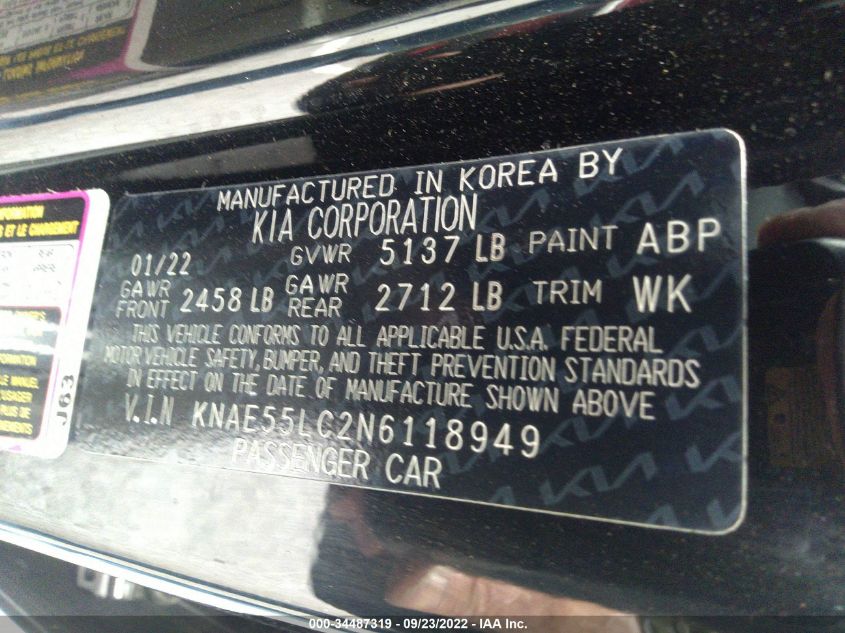 MANUFACTURED IN KOREA BY
KIA CORPORATION
01/22 GVWR 5137 LB PAINT ABP
GAWR FRONT 2458 LB GAWR REAR 2712 LB TRIM WK
THIS VEHICLE CONFORMS TO ALL APPLICABLE U.S.A. FEDERAL
MOTOR VEHICLE SAFETY, BUMPER, AND THEFT PREVENTION STANDARDS
IN EFFECT ON THE DATE OF MANUFACTURE SHOWN ABOVE
V.I.N KNAE55LC2N6118949
PASSENGER CAR
ET LE CHARGEMENT
J63
000-34487319 - 09/23/2022 - IAA Inc.